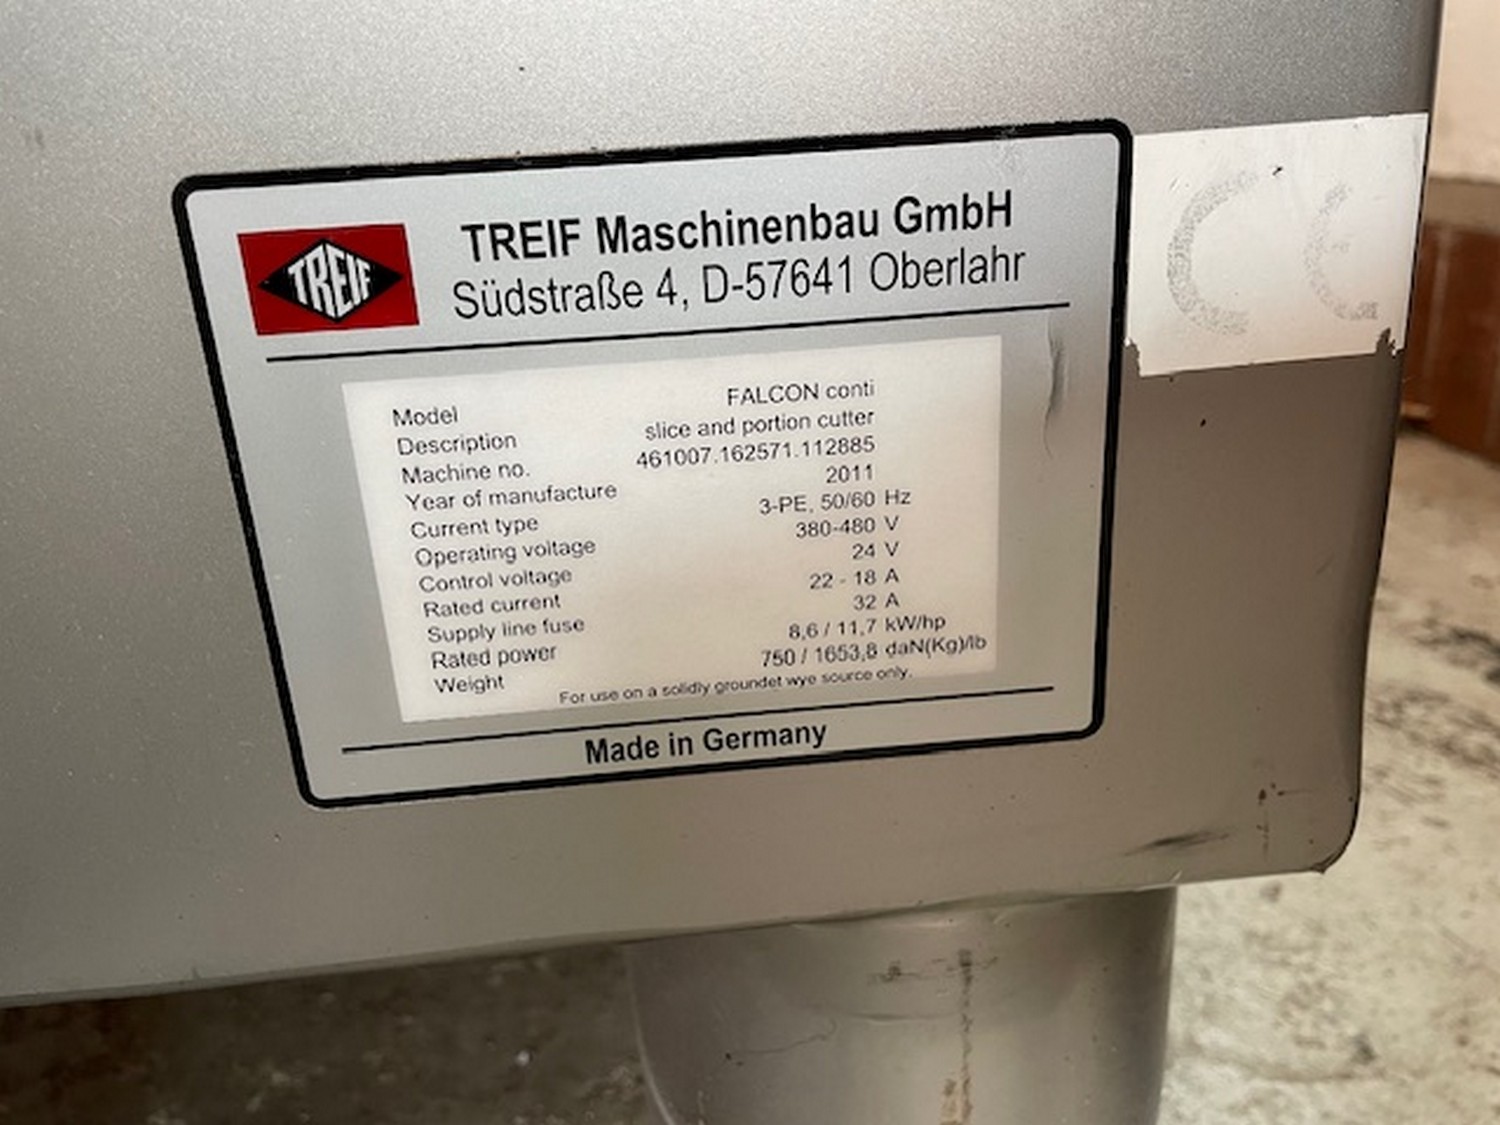 TREIF
TREIF Maschinenbau GmbH
Südstraße 4, D-57641 Oberlahr
Model FALCON conti
Description slice and portion cutter
Machine no. 461007.162571.112885
Year of manufacture 2011
Current type 3-PE, 50/60 Hz
Operating voltage 380-480 V
Control voltage 24 V
Rated current 22 - 18 A
Supply line fuse 32 A
Rated power 8,6 / 11,7 kW/hp
Weight 750 / 1653,8 daN(Kg)/lb
For use on a solidly groundet wye source only.
Made in Germany
CE